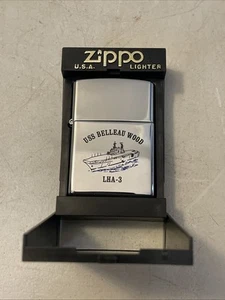 Zippo
U.S.A. LIGHTER
USS BELLEAU WOOD
LHA-3